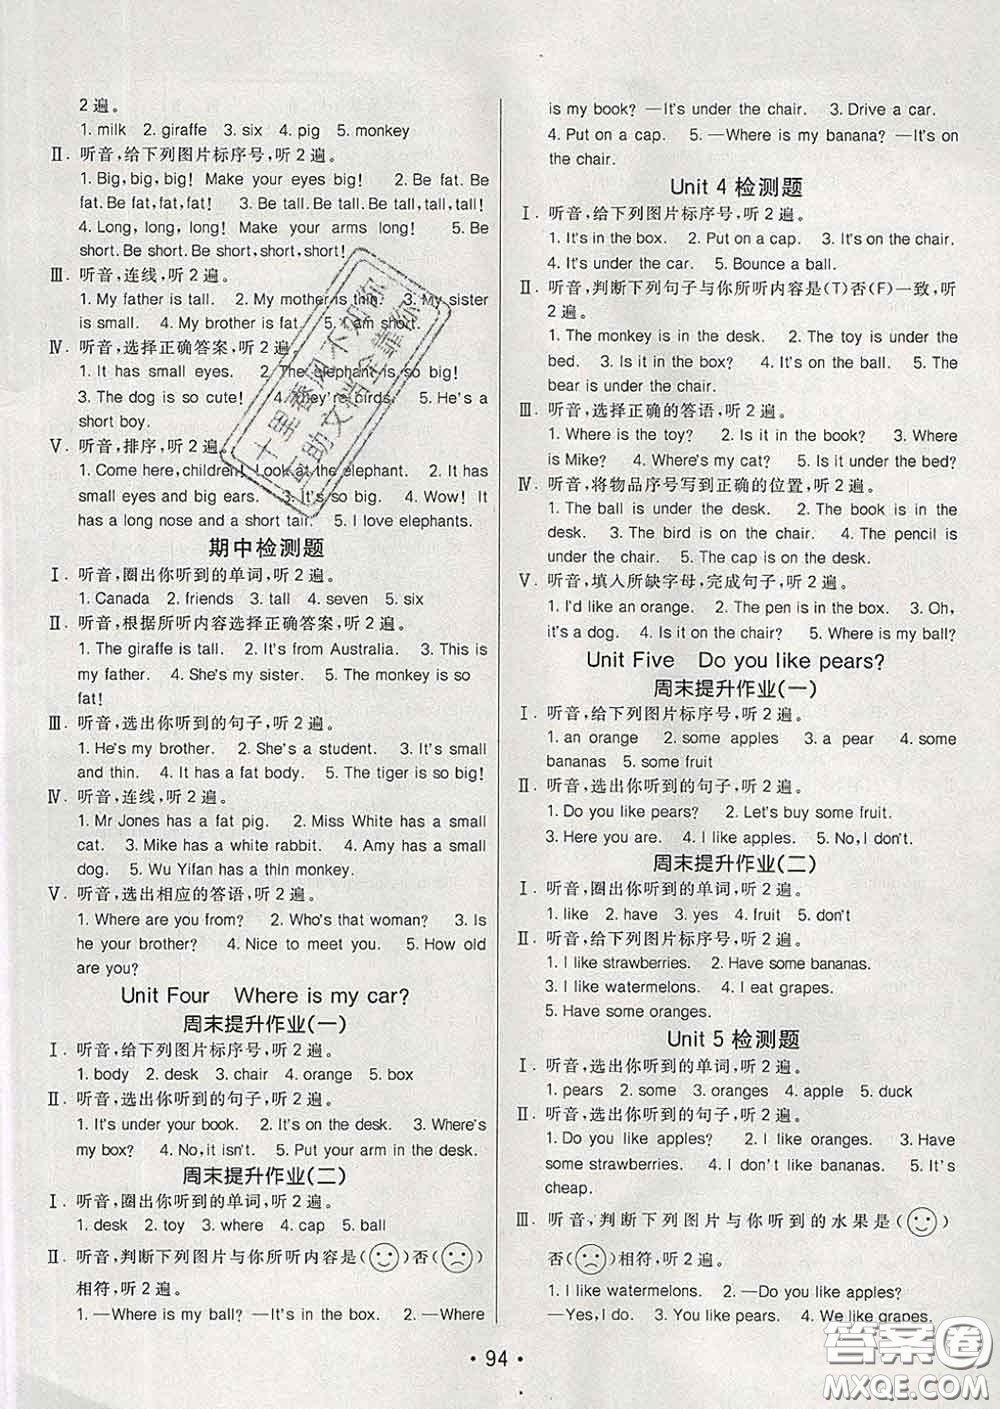 2遍。
1. milk 2. giraffe 3. six 4. pig 5. monkey
Ⅱ. 听音,给下列图片标序号,听2遍。
1. Big, big, big! Make your eyes big! 2. Be fat. Be fat. Be fat, fat, fat! 3. Be tall. Be tall. Be tall, tall, tall!
4. Long, long, long! Make your arms long! 5. Be short. Be short. Be short, short, short!
Ⅲ. 听音,连线,听2遍。
1. My father is tall. 2. My mother is thin. 3. My sister
is small. 4. My brother is fat. 5. I am short.
Ⅳ. 听音,选择正确答案,听2遍。
1. It has small eyes. 2. The elephant is so big!
3. The dog is so cute! 4. They're birds. 5. He's a
short boy.
Ⅴ. 听音,排序,听2遍。
1. Come here, children! Look at the elephant. 2. It has
small eyes and big ears. 3. It's so big. 4. Wow! It
has a long nose and a short tail. 5. I love elephants.
期中检测题
Ⅰ. 听音,圈出你听到的单词,听2遍。
1. Canada 2. friends 3. tall 4. seven 5. six
Ⅱ. 听音,根据所听内容选择正确答案,听2遍。
1. The giraffe is tall. 2. It's from Australia. 3. This is
my father. 4. She's my sister. 5. The monkey is so
fat!
Ⅲ. 听音,选出你听到的句子,听2遍。
1. He's my brother. 2. She's a student. 3. It's small
and thin. 4. It has a fat body. 5. The tiger is so big!
Ⅳ. 听音,连线,听2遍。
1. Mr Jones has a fat pig. 2. Miss White has a small
cat. 3. Mike has a white rabbit. 4. Amy has a small
dog. 5. Wu Yifan has a thin monkey.
Ⅴ. 听音,选出相应的答语,听2遍。
1. Where are you from? 2. Who's that woman? 3. Is
he your brother? 4. Nice to meet you. 5. How old
are you?
Unit Four Where is my car?
周末提升作业(一)
Ⅰ. 听音,给下列图片标序号,听2遍。
1. body 2. desk 3. chair 4. orange 5. box
Ⅱ. 听音,选出你听到的句子,听2遍。
1. It's under your book. 2. It's on the desk. 3. Where's
my box? 4. No, it isn't. 5. Put your arm in the desk.
周末提升作业(二)
Ⅰ. 听音,圈出你听到的单词,听2遍。
1. desk 2. toy 3. where 4. cap 5. ball
Ⅱ. 听音,判断下列图片与你所听内容是( )否( )
相符,听2遍。
1. —Where is my ball? —It's in the box. 2. —Where
is my book? —It's under the chair. 3. Drive a car.
4. Put on a cap. 5. —Where is my banana? —It's on
the chair.
Unit 4 检测题
Ⅰ. 听音,给下列图片标序号,听2遍。
1. It's in the box. 2. Put on a cap. 3. It's on the chair.
4. It's under the car. 5. Bounce a ball.
Ⅱ. 听音,判断下列句子与你所听内容是(T)否(F)一致,听
2遍。
1. The monkey is in the desk. 2. The toy is under the
bed. 3. Is it in the box? 4. It's on the ball. 5. The
bear is under the chair.
Ⅲ. 听音,选择正确的答语,听2遍。
1. Where is the toy? 2. Is it in the box? 3. Where
is Mike? 4. Where's my cat? 5. Is it under the bed?
Ⅳ. 听音,将物品序号写到正确的位置,听2遍。
1. The ball is under the desk. 2. The book is in the
desk. 3. The bird is on the chair. 4. The pencil is
under the chair. 5. The cap is on the desk.
Ⅴ. 听音,填入所缺字母,完成句子,听2遍。
1. I'd like an orange. 2. The pen is in the box. 3. Oh,
it's a dog. 4. Is it on the chair? 5. Where is my ball?
Unit Five Do you like pears?
周末提升作业(一)
Ⅰ. 听音,给下列图片标序号,听2遍。
1. an orange 2. some apples 3. a pear 4. some
bananas 5. some fruit
Ⅱ. 听音,选出你听到的句子,听2遍。
1. Do you like pears? 2. Let's buy some fruit.
3. Here you are. 4. I like apples. 5. No, I don't.
周末提升作业(二)
Ⅰ. 听音,圈出你听到的单词,听2遍。
1. like 2. have 3. yes 4. fruit 5. don't
Ⅱ. 听音,给下列图片标序号,听2遍。
1. I like strawberries. 2. Have some bananas.
3. I like watermelons. 4. I eat grapes.
5. Have some oranges.
Unit 5 检测题
Ⅰ. 听音,选出你听到的单词,听2遍。
1. pears 2. some 3. oranges 4. apple 5. duck
Ⅱ. 听音,选出你听到的句子,听2遍。
1. Do you like apples? 2. I like oranges. 3. Have
some strawberries. 4. I don't like bananas. 5. It's
cheap.
Ⅲ. 听音,判断下列图片与你听到的水果是( )
否( )相符,听2遍。
1. I like watermelons. 2. —Do you like apples?
—Yes, I do. 3. You like pears. 4. We like grapes.
· 94 ·
十里春风不如你
互助文档全靠你
答案圈
MXQE.COM